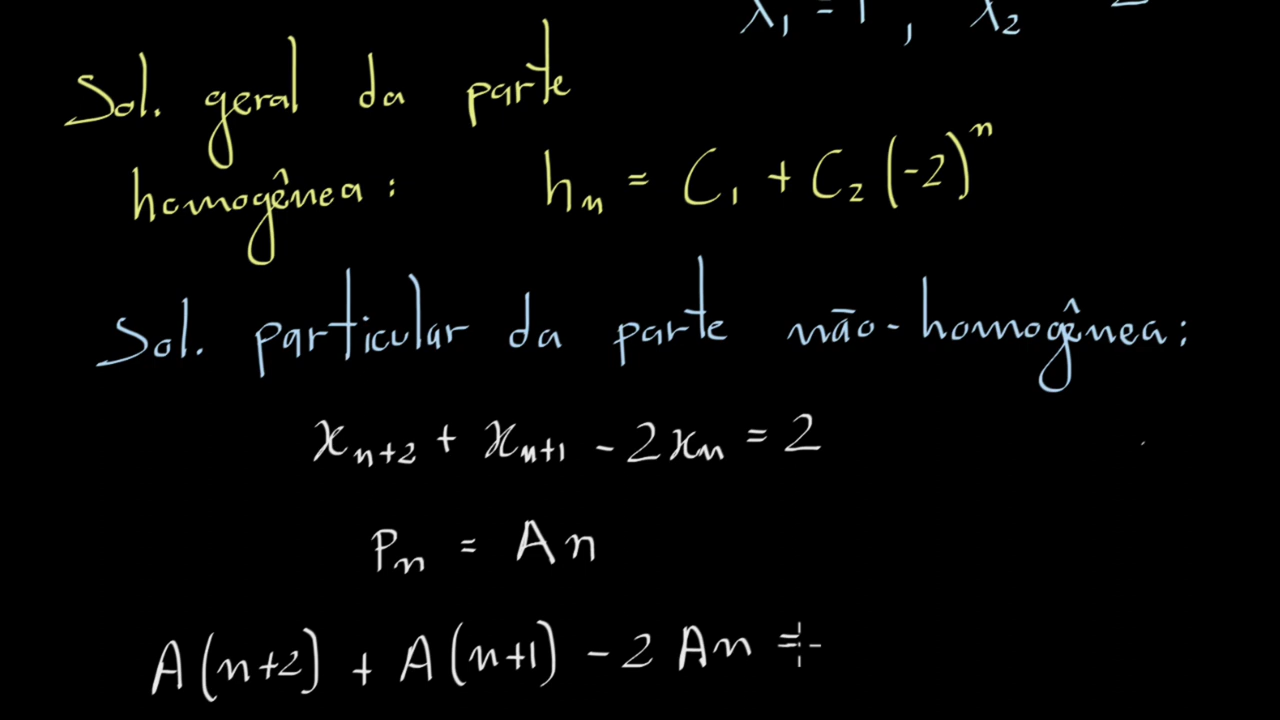 λ₁ = 1, λ₂
Sol. geral da parte
homogênea: hₙ = C₁ + C₂(-2)ⁿ
Sol. particular da parte não-homogênea:
xₙ₊₂ + xₙ₊₁ - 2xₙ = 2
Pₙ = An
A(n+2) + A(n+1) - 2An =